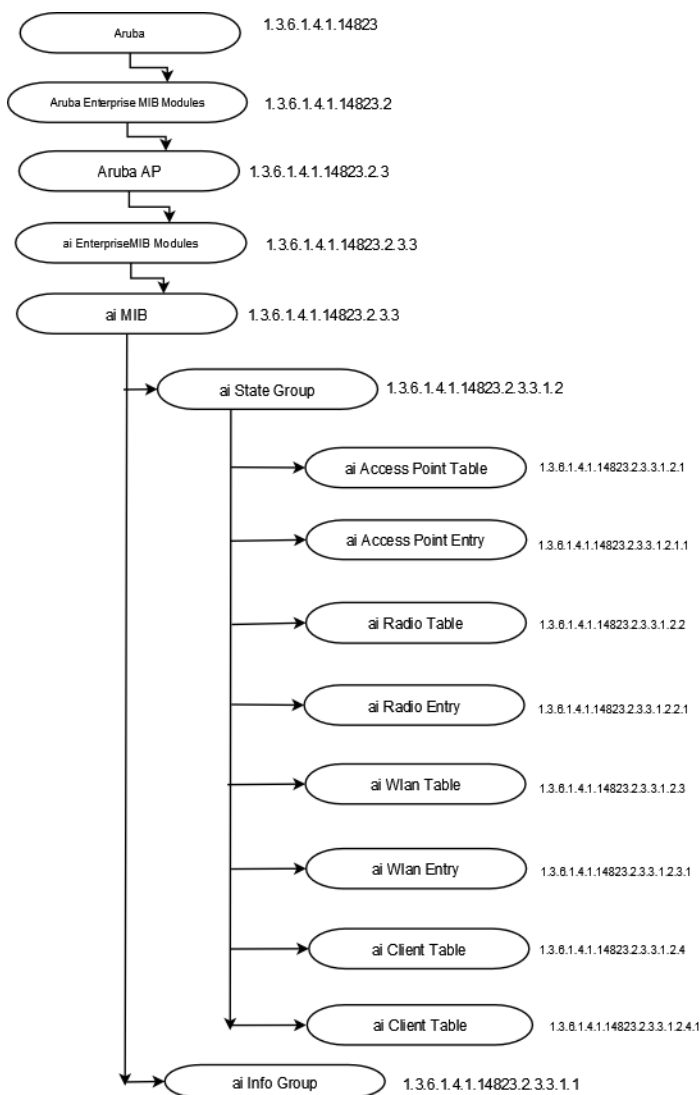 Aruba
1.3.6.1.4.1.14823
Aruba Enterprise MIB Modules
1.3.6.1.4.1.14823.2
Aruba AP
1.3.6.1.4.1.14823.2.3
ai EnterpriseMIB Modules
1.3.6.1.4.1.14823.2.3.3
ai MIB
1.3.6.1.4.1.14823.2.3.3
ai State Group
1.3.6.1.4.1.14823.2.3.3.1.2
ai Access Point Table
1.3.6.1.4.1.14823.2.3.3.1.2.1
ai Access Point Entry
1.3.6.1.4.1.14823.2.3.3.1.2.1.1
ai Radio Table
1.3.6.1.4.1.14823.2.3.3.1.2.2
ai Radio Entry
1.3.6.1.4.1.14823.2.3.3.1.2.2.1
ai Wlan Table
1.3.6.1.4.1.14823.2.3.3.1.2.3
ai Wlan Entry
1.3.6.1.4.1.14823.2.3.3.1.2.3.1
ai Client Table
1.3.6.1.4.1.14823.2.3.3.1.2.4
ai Client Table
1.3.6.1.4.1.14823.2.3.3.1.2.4.1
ai Info Group
1.3.6.1.4.1.14823.2.3.3.1.1